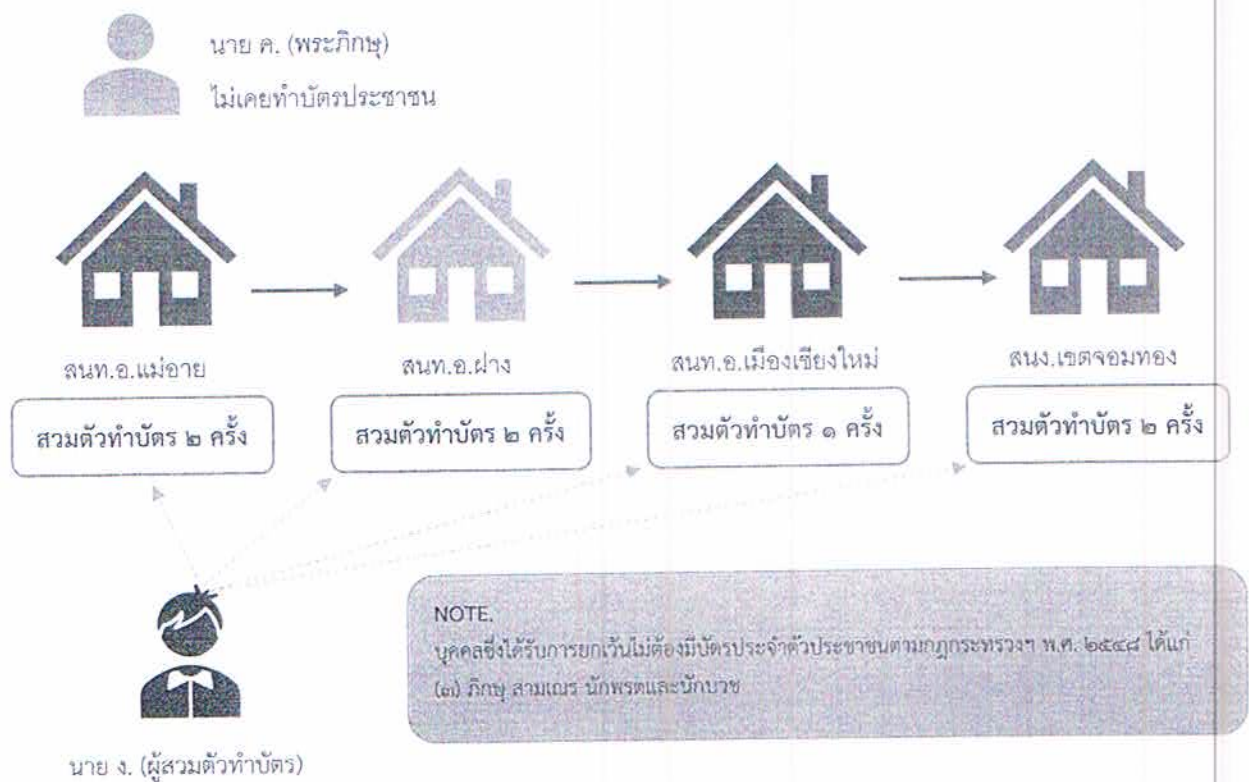 นาย ค. (พระภิกษุ)
ไม่เคยทำบัตรประชาชน
สนท.อ.แม่อาย
สนท.อ.ฝาง
สนท.อ.เมืองเชียงใหม่
สนง.เขตจอมทอง
สวมตัวทำบัตร ๒ ครั้ง
สวมตัวทำบัตร ๒ ครั้ง
สวมตัวทำบัตร ๑ ครั้ง
สวมตัวทำบัตร ๒ ครั้ง
NOTE.
บุคคลซึ่งได้รับการยกเว้นไม่ต้องมีบัตรประจำตัวประชาชนตามกฎกระทรวงฯ พ.ศ. ๒๕๔๘ ได้แก่
(๓) ภิกษุ สามเณร นักพรตและนักบวช
นาย ง. (ผู้สวมตัวทำบัตร)